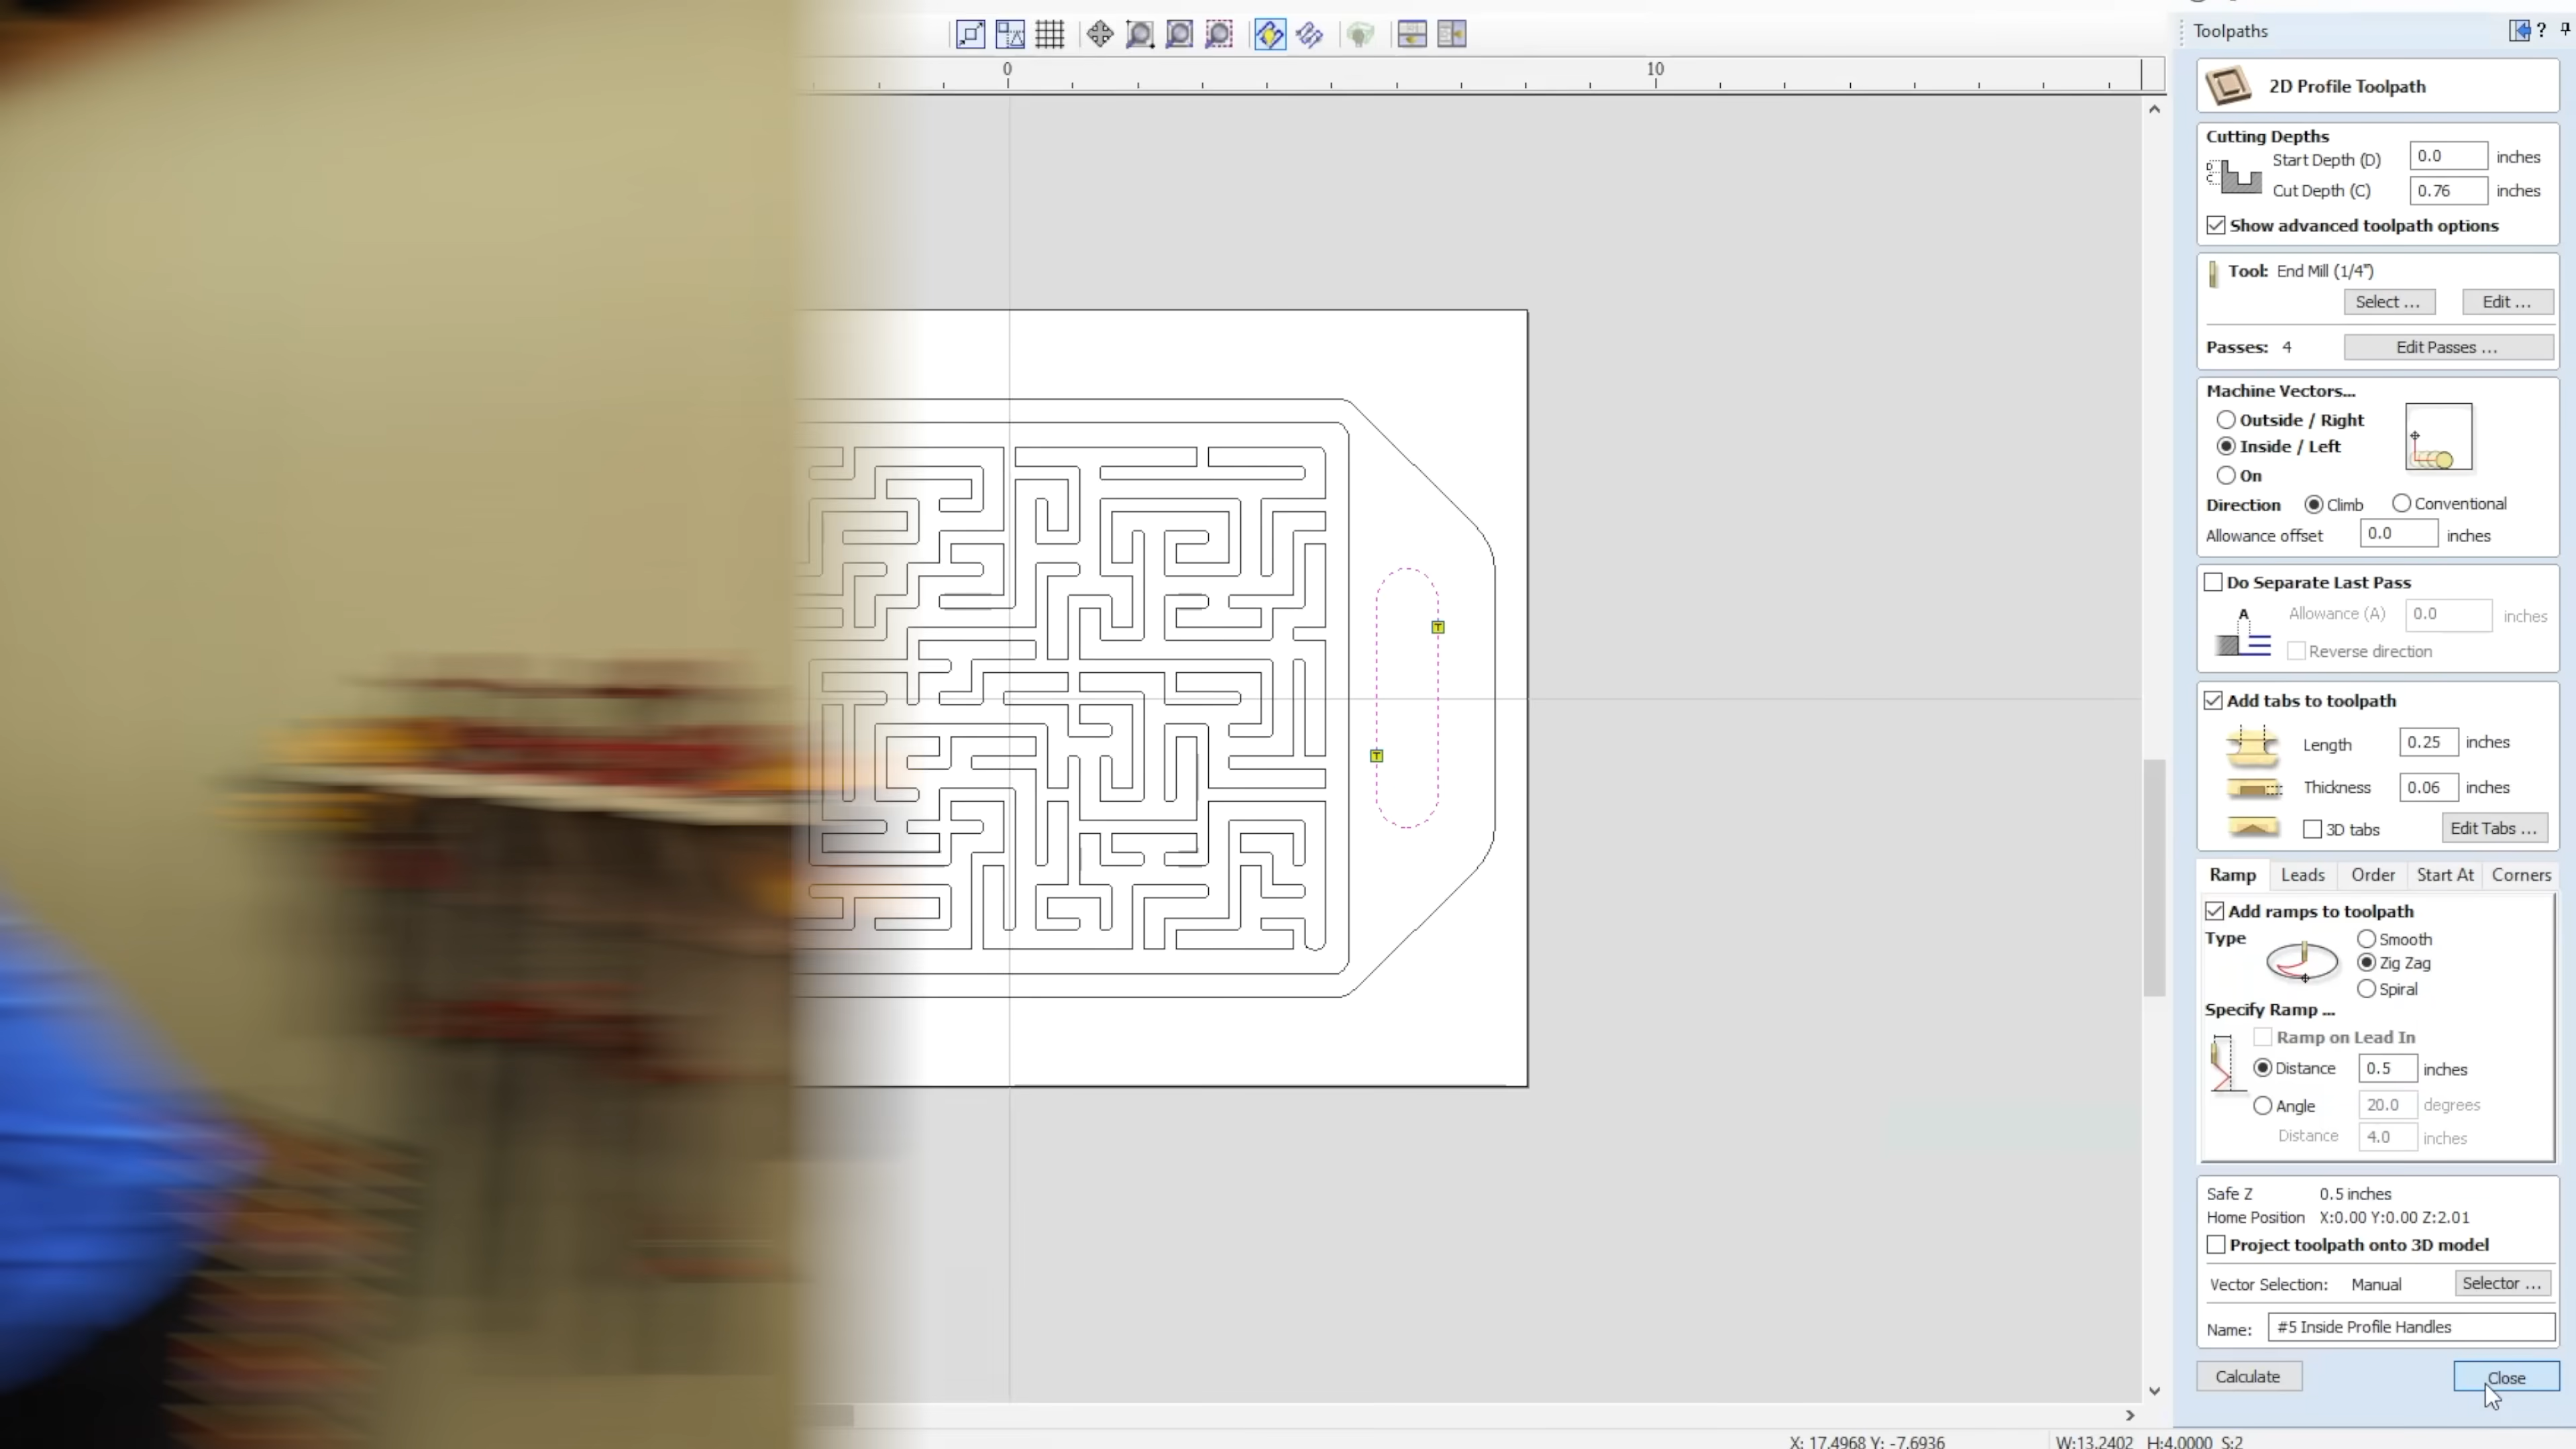 Toolpaths ?
0 10
2D Profile Toolpath
Cutting Depths
Start Depth (D) 0.0 inches
Cut Depth (C) 0.76 inches
D
C
Show advanced toolpath options
Tool: End Mill (1/4")
Select ... Edit ...
Passes: 4 Edit Passes ...
Machine Vectors...
Outside / Right
Inside / Left
On
Direction Climb Conventional
Allowance offset 0.0 inches
Do Separate Last Pass
A Allowance (A) 0.0 inches
Reverse direction
T
T
Add tabs to toolpath
Length 0.25 inches
Thickness 0.06 inches
3D tabs Edit Tabs ...
Ramp Leads Order Start At Corners
Add ramps to toolpath
Type Smooth
Zig Zag
Spiral
Specify Ramp ...
Ramp on Lead In
Distance 0.5 inches
Angle 20.0 degrees
Distance 4.0 inches
Safe Z 0.5 inches
Home Position X:0.00 Y:0.00 Z:2.01
Project toolpath onto 3D model
Vector Selection: Manual Selector ...
Name: #5 Inside Profile Handles
Calculate Close
X: 17.4968 Y: -7.6936 W:13.2402 H:4.0000 S:2